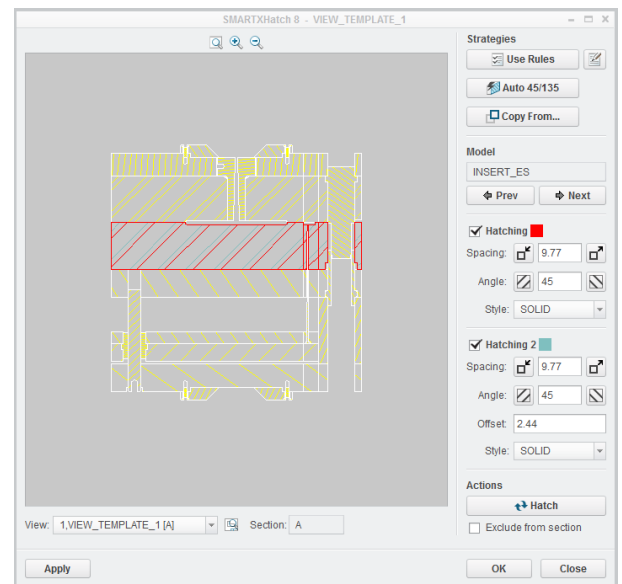 SMARTXHatch 8 - VIEW_TEMPLATE_1
Strategies
Use Rules
Auto 45/135
Copy From...
Model
INSERT_ES
Prev
Next
Hatching
Spacing: 9.77
Angle: 45
Style: SOLID
Hatching 2
Spacing: 9.77
Angle: 45
Offset: 2.44
Style: SOLID
Actions
Hatch
Exclude from section
View: 1,VIEW_TEMPLATE_1 [A] Section: A
Apply
OK
Close